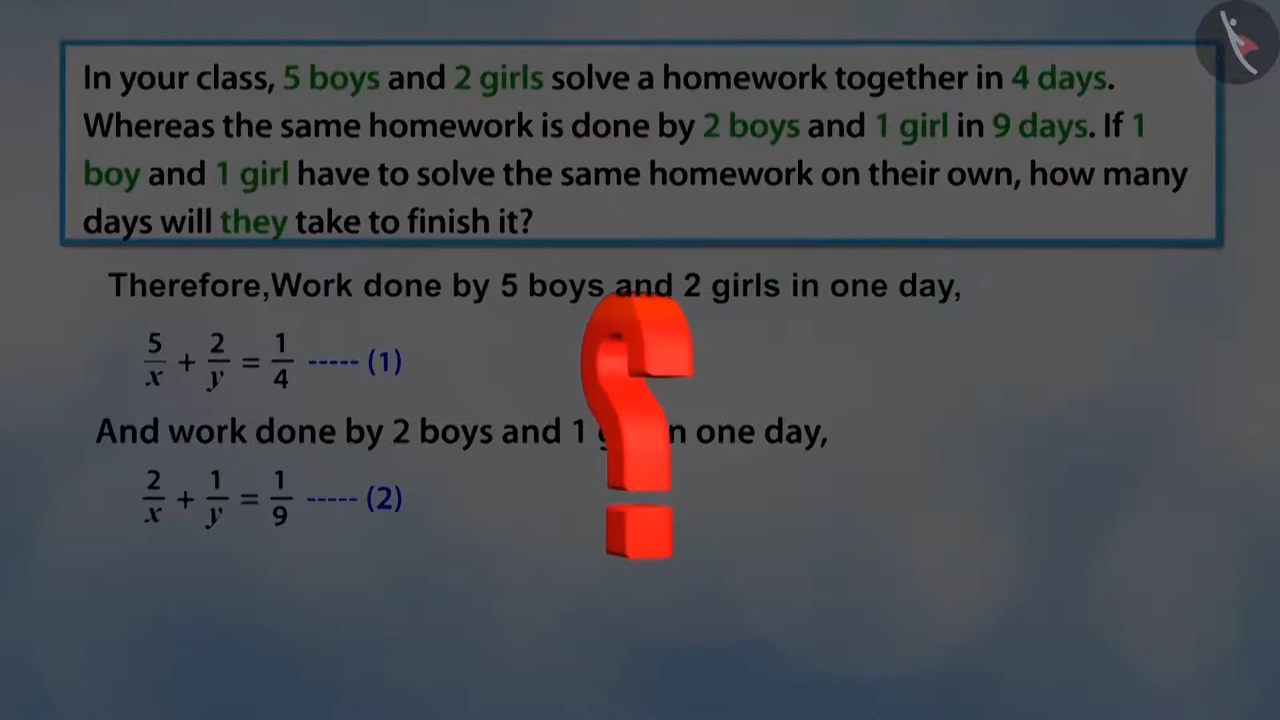 In your class, 5 boys and 2 girls solve a homework together in 4 days.
Whereas the same homework is done by 2 boys and 1 girl in 9 days. If 1
boy and 1 girl have to solve the same homework on their own, how many
days will they take to finish it?
Therefore,Work done by 5 boys and 2 girls in one day,
5/x + 2/y = 1/4 ----- (1)
And work done by 2 boys and 1 in one day,
2/x + 1/y = 1/9 ----- (2)